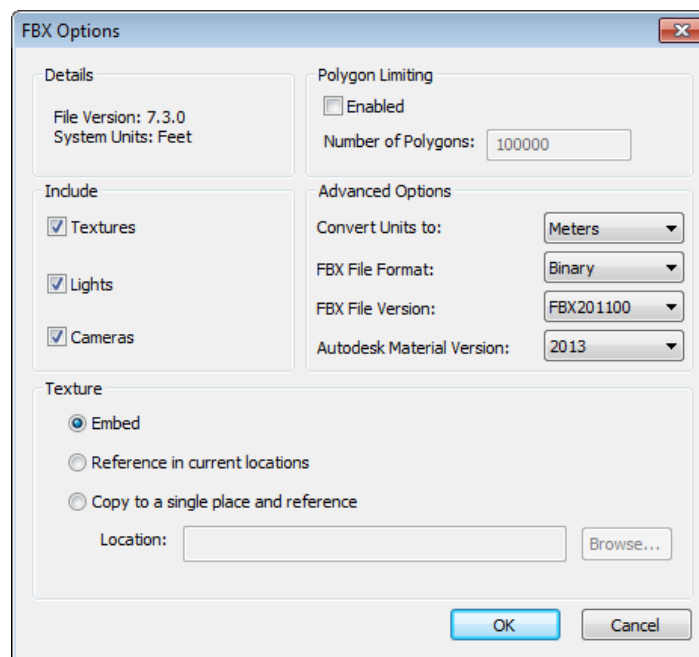 FBX Options
Details
File Version: 7.3.0
System Units: Feet
Polygon Limiting
Enabled
Number of Polygons: 100000
Include
Textures
Lights
Cameras
Advanced Options
Convert Units to: Meters
FBX File Format: Binary
FBX File Version: FBX201100
Autodesk Material Version: 2013
Texture
Embed
Reference in current locations
Copy to a single place and reference
Location: Browse...
OK Cancel